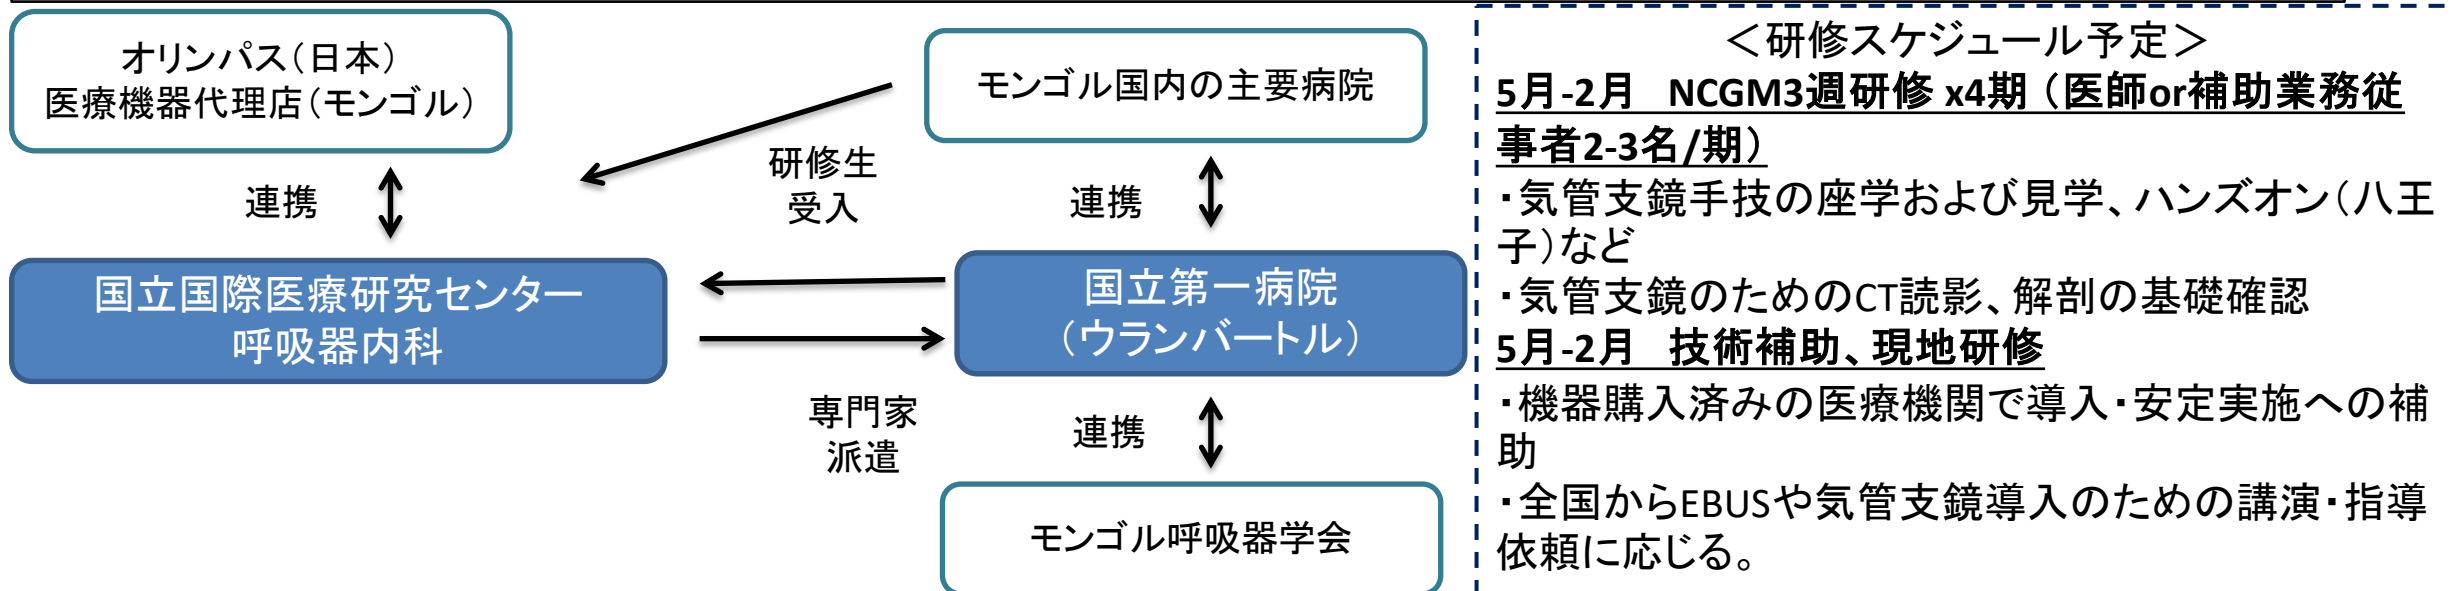 オリンパス（日本）
医療機器代理店（モンゴル）
モンゴル国内の主要病院
研修生
受入
連携
連携
国立国際医療研究センター
呼吸器内科
国立第一病院
（ウランバートル）
専門家
派遣
連携
モンゴル呼吸器学会
＜研修スケジュール予定＞
5月-2月　NCGM3週研修 x4期（医師or補助業務従
事者2-3名/期）
・気管支鏡手技の座学および見学、ハンズオン（八王
子）など
・気管支鏡のためのCT読影、解剖の基礎確認
5月-2月　技術補助、現地研修
・機器購入済みの医療機関で導入・安定実施への補
助
・全国からEBUSや気管支鏡導入のための講演・指導
依頼に応じる。